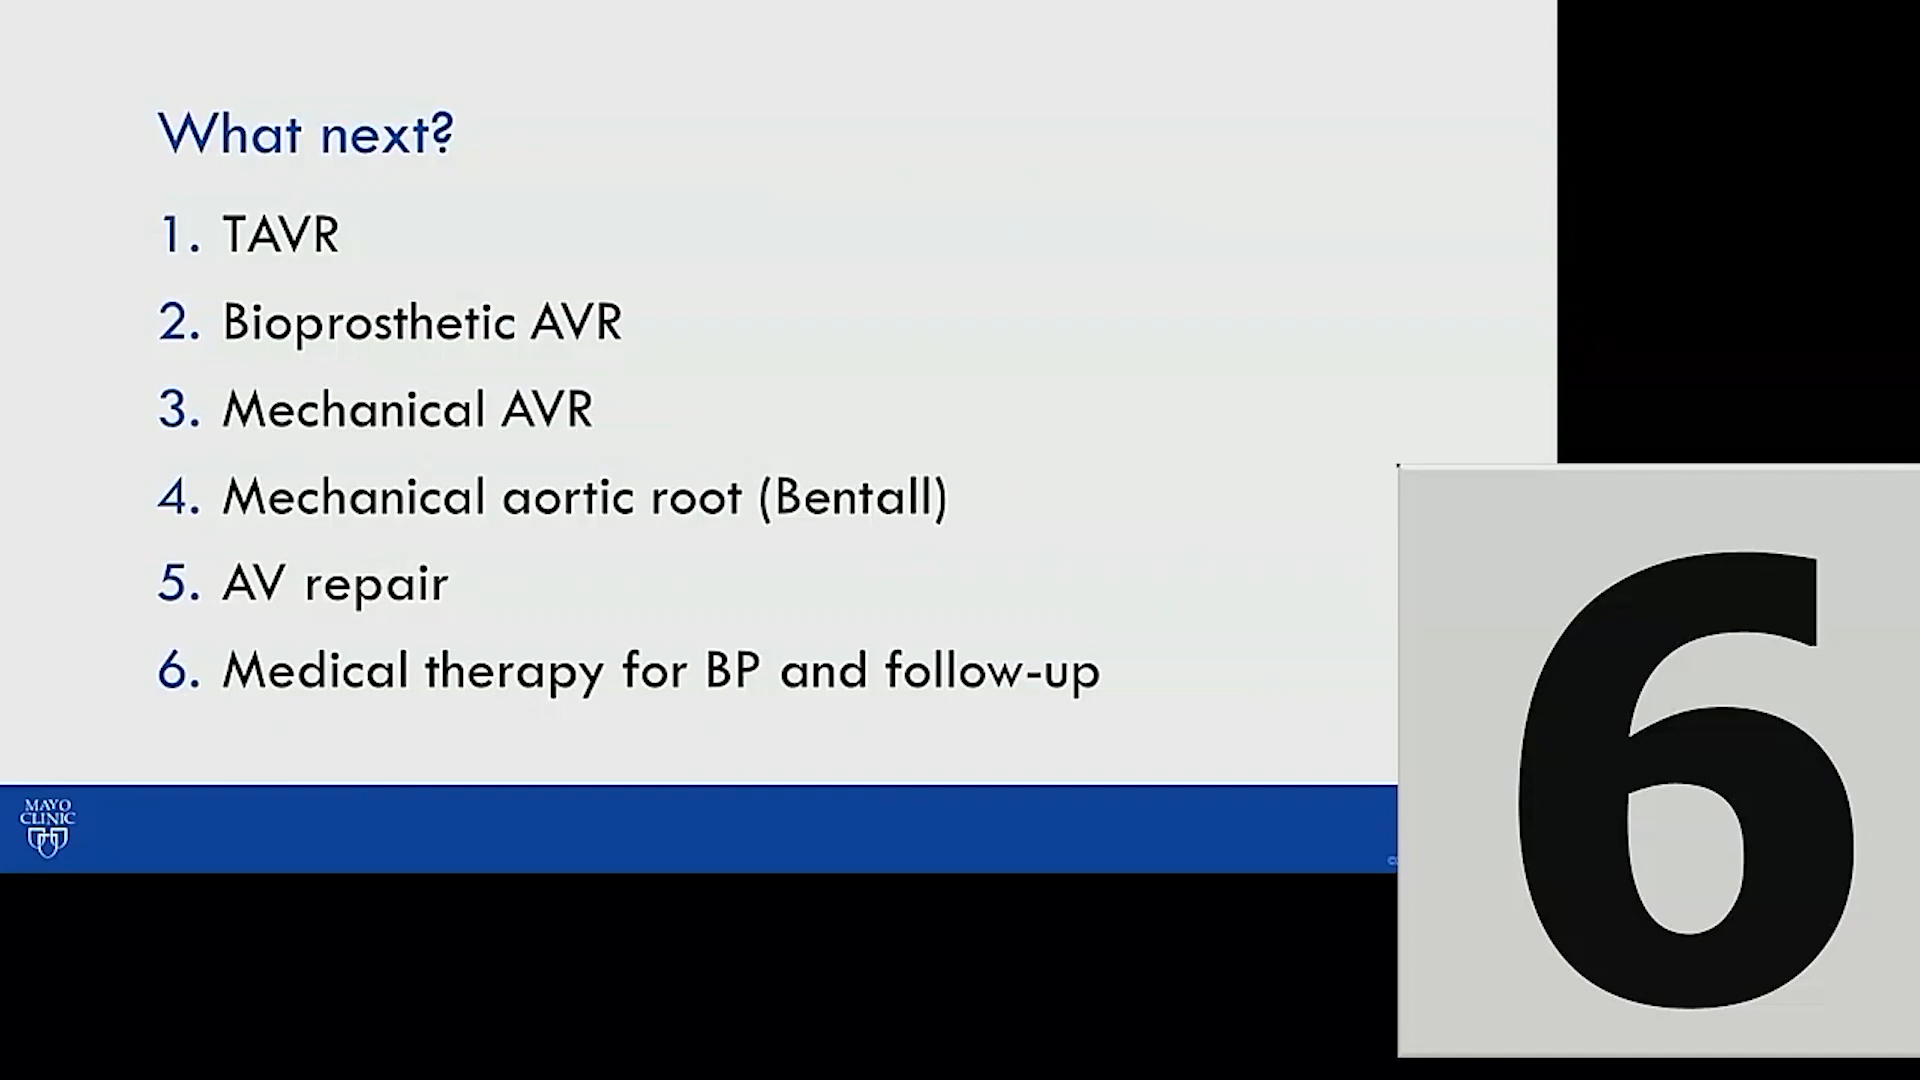 What next?
1. TAVR
2. Bioprosthetic AVR
3. Mechanical AVR
4. Mechanical aortic root (Bentall)
5. AV repair
6. Medical therapy for BP and follow-up
MAYO
CLINIC
6